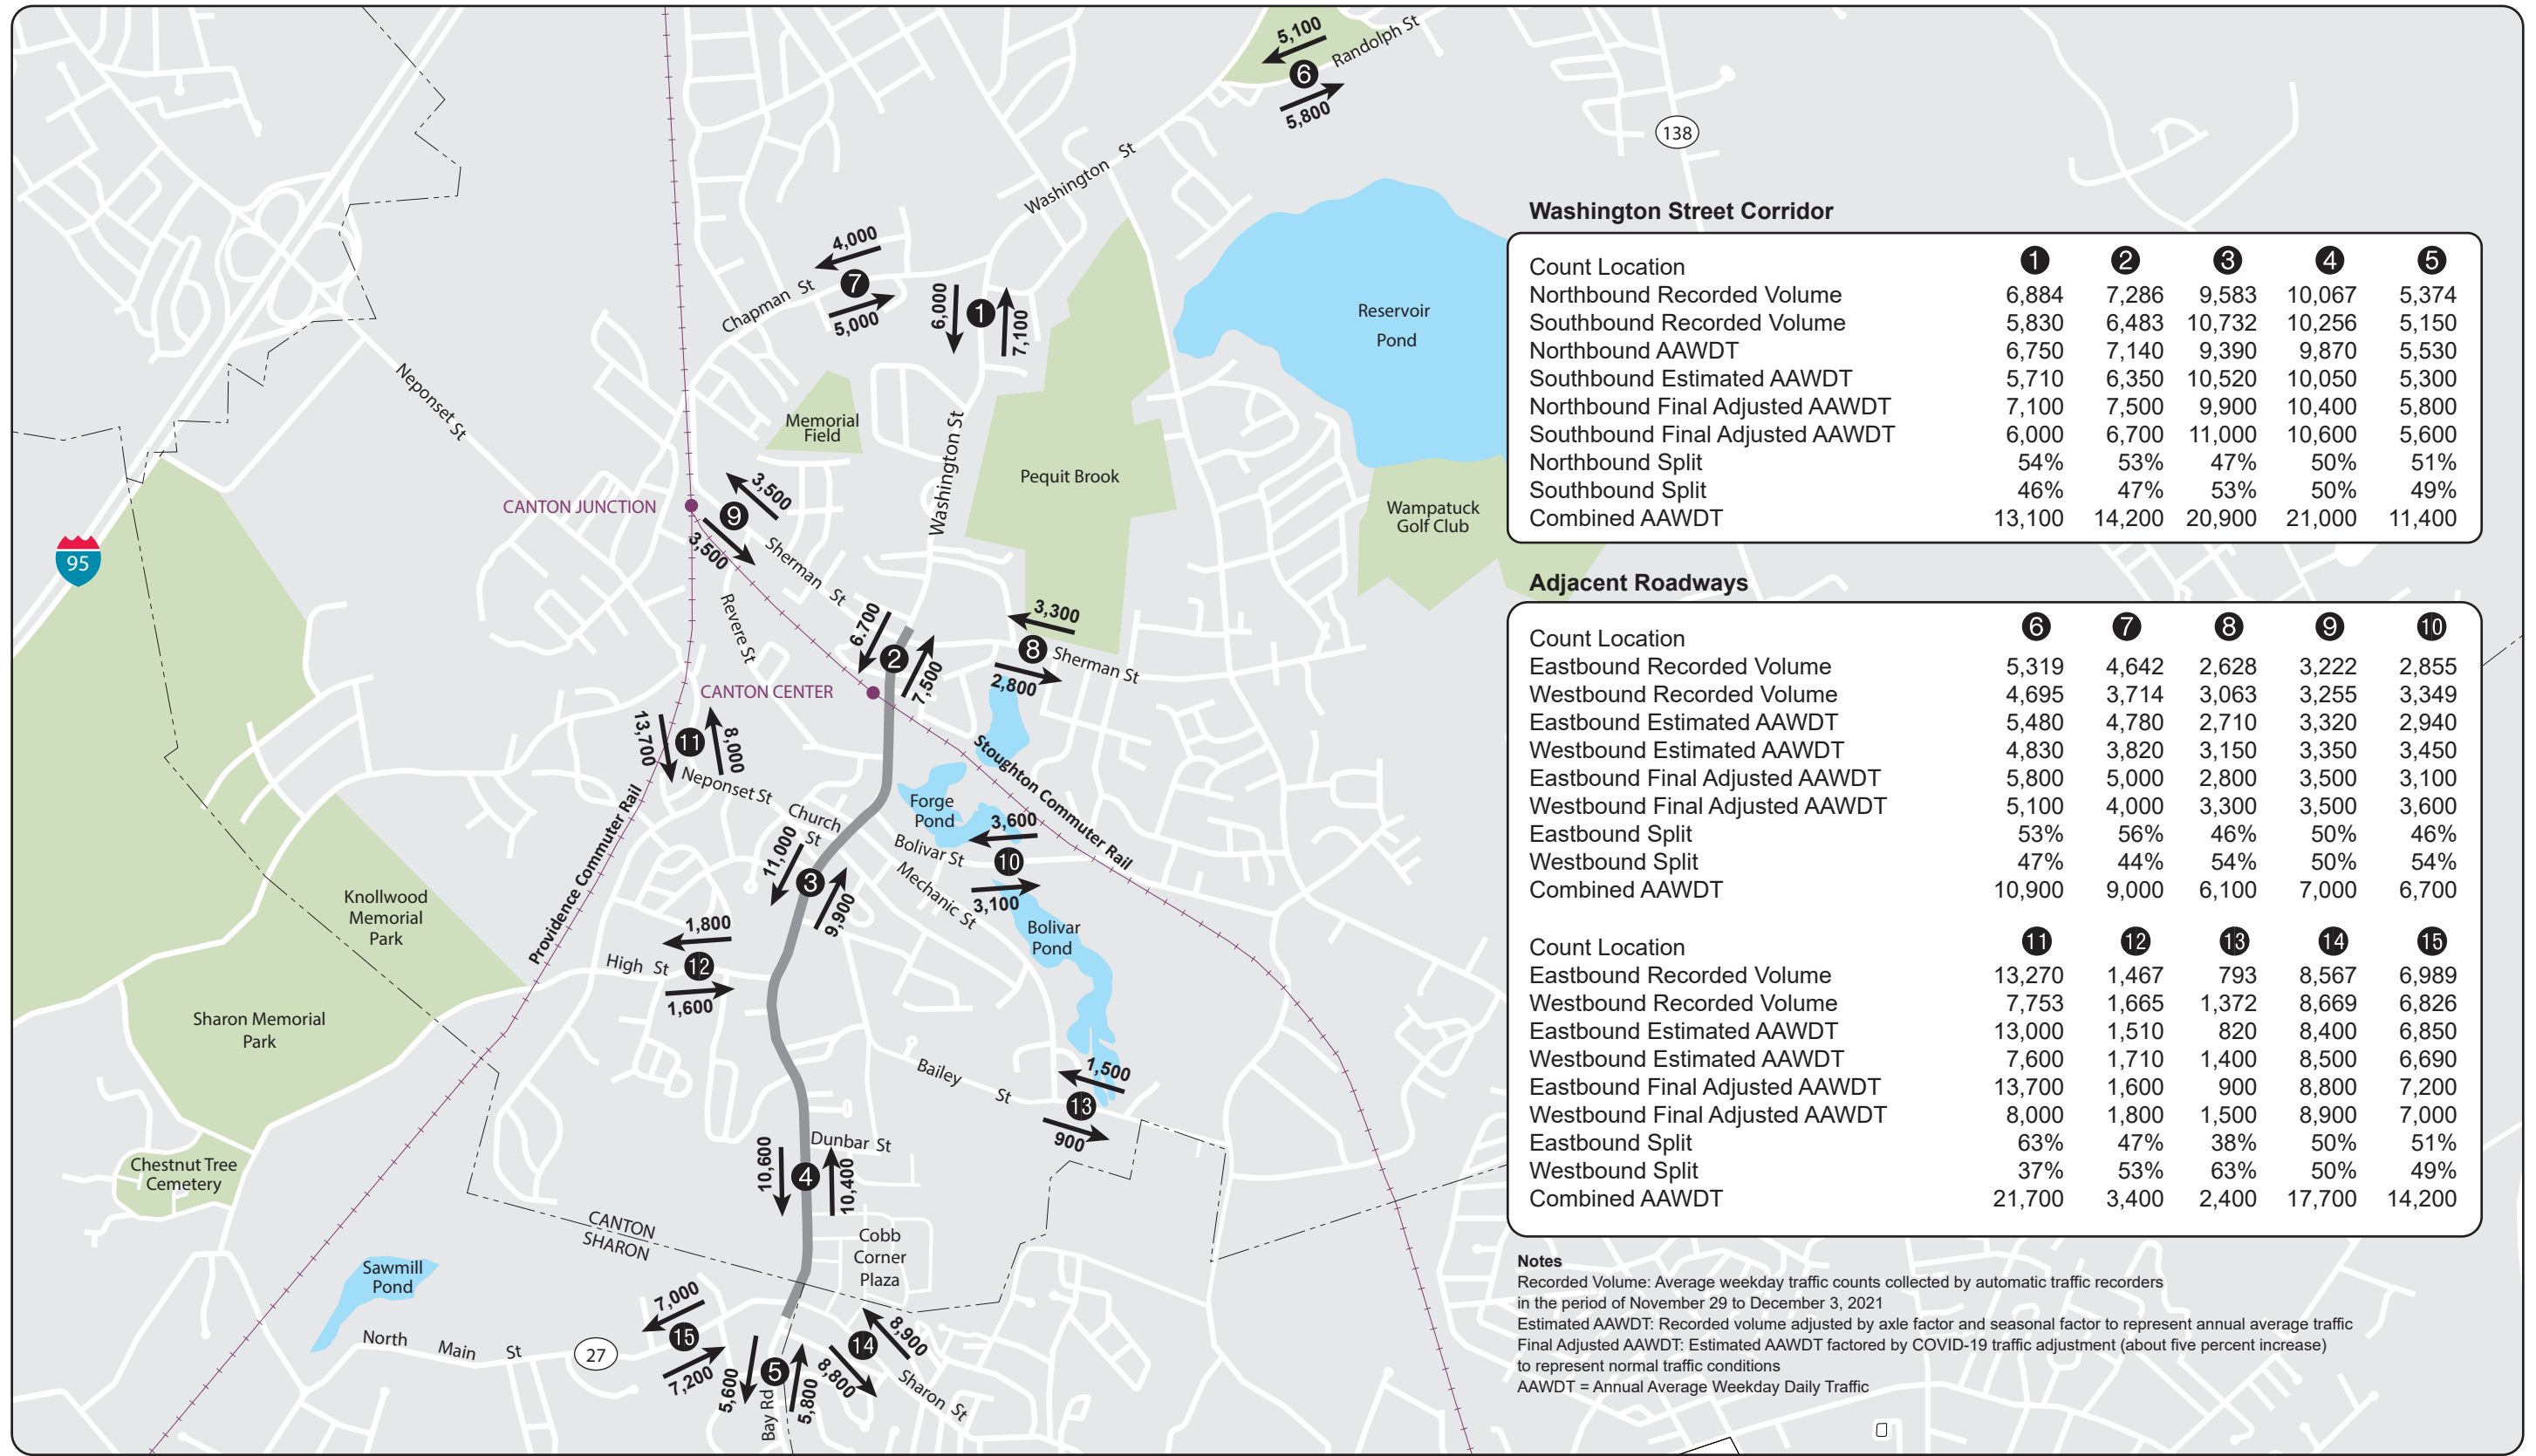 5,100
6
Randolph St
5,800
138
Washington St
4,000
7
Chapman St
5,000
6,000
1
7,100
Reservoir
Pond
Neponset St
Memorial
Field
Washington St
Pequit Brook
Wampatuck
Golf Club
CANTON JUNCTION
3,500
9
3,500
Sherman St
95
Revere St
6.700
2
7,500
3,300
8
Sherman St
2,800
CANTON CENTER
13,700
11
8,000
Neponset St
Stoughton Commuter Rail
Providence Commuter Rail
Church
St
Forge
Pond
3,600
Bolivar St
10
3,100
11,000
3
9,900
Mechanic St
Bolivar
Pond
Knollwood
Memorial
Park
1,800
High St
12
1,600
Sharon Memorial
Park
Bailey St
1,500
13
900
Chestnut Tree
Cemetery
Dunbar St
10,600
4
10,400
CANTON
SHARON
Cobb
Corner
Plaza
Sawmill
Pond
7,000
15
7,200
North Main St
27
5,600
5
5,800
Bay Rd
8,900
14
8,800
Sharon St
Washington Street Corridor
Count Location 1 2 3 4 5
Northbound Recorded Volume 6,884 7,286 9,583 10,067 5,374
Southbound Recorded Volume 5,830 6,483 10,732 10,256 5,150
Northbound AAWDT 6,750 7,140 9,390 9,870 5,530
Southbound Estimated AAWDT 5,710 6,350 10,520 10,050 5,300
Northbound Final Adjusted AAWDT 7,100 7,500 9,900 10,400 5,800
Southbound Final Adjusted AAWDT 6,000 6,700 11,000 10,600 5,600
Northbound Split 54% 53% 47% 50% 51%
Southbound Split 46% 47% 53% 50% 49%
Combined AAWDT 13,100 14,200 20,900 21,000 11,400
Adjacent Roadways
Count Location 6 7 8 9 10
Eastbound Recorded Volume 5,319 4,642 2,628 3,222 2,855
Westbound Recorded Volume 4,695 3,714 3,063 3,255 3,349
Eastbound Estimated AAWDT 5,480 4,780 2,710 3,320 2,940
Westbound Estimated AAWDT 4,830 3,820 3,150 3,350 3,450
Eastbound Final Adjusted AAWDT 5,800 5,000 2,800 3,500 3,100
Westbound Final Adjusted AAWDT 5,100 4,000 3,300 3,500 3,600
Eastbound Split 53% 56% 46% 50% 46%
Westbound Split 47% 44% 54% 50% 54%
Combined AAWDT 10,900 9,000 6,100 7,000 6,700
Count Location 11 12 13 14 15
Eastbound Recorded Volume 13,270 1,467 793 8,567 6,989
Westbound Recorded Volume 7,753 1,665 1,372 8,669 6,826
Eastbound Estimated AAWDT 13,000 1,510 820 8,400 6,850
Westbound Estimated AAWDT 7,600 1,710 1,400 8,500 6,690
Eastbound Final Adjusted AAWDT 13,700 1,600 900 8,800 7,200
Westbound Final Adjusted AAWDT 8,000 1,800 1,500 8,900 7,000
Eastbound Split 63% 47% 38% 50% 51%
Westbound Split 37% 53% 63% 50% 49%
Combined AAWDT 21,700 3,400 2,400 17,700 14,200
Notes
Recorded Volume: Average weekday traffic counts collected by automatic traffic recorders
in the period of November 29 to December 3, 2021
Estimated AAWDT: Recorded volume adjusted by axle factor and seasonal factor to represent annual average traffic
Final Adjusted AAWDT: Estimated AAWDT factored by COVID-19 traffic adjustment (about five percent increase)
to represent normal traffic conditions
AAWDT = Annual Average Weekday Daily Traffic